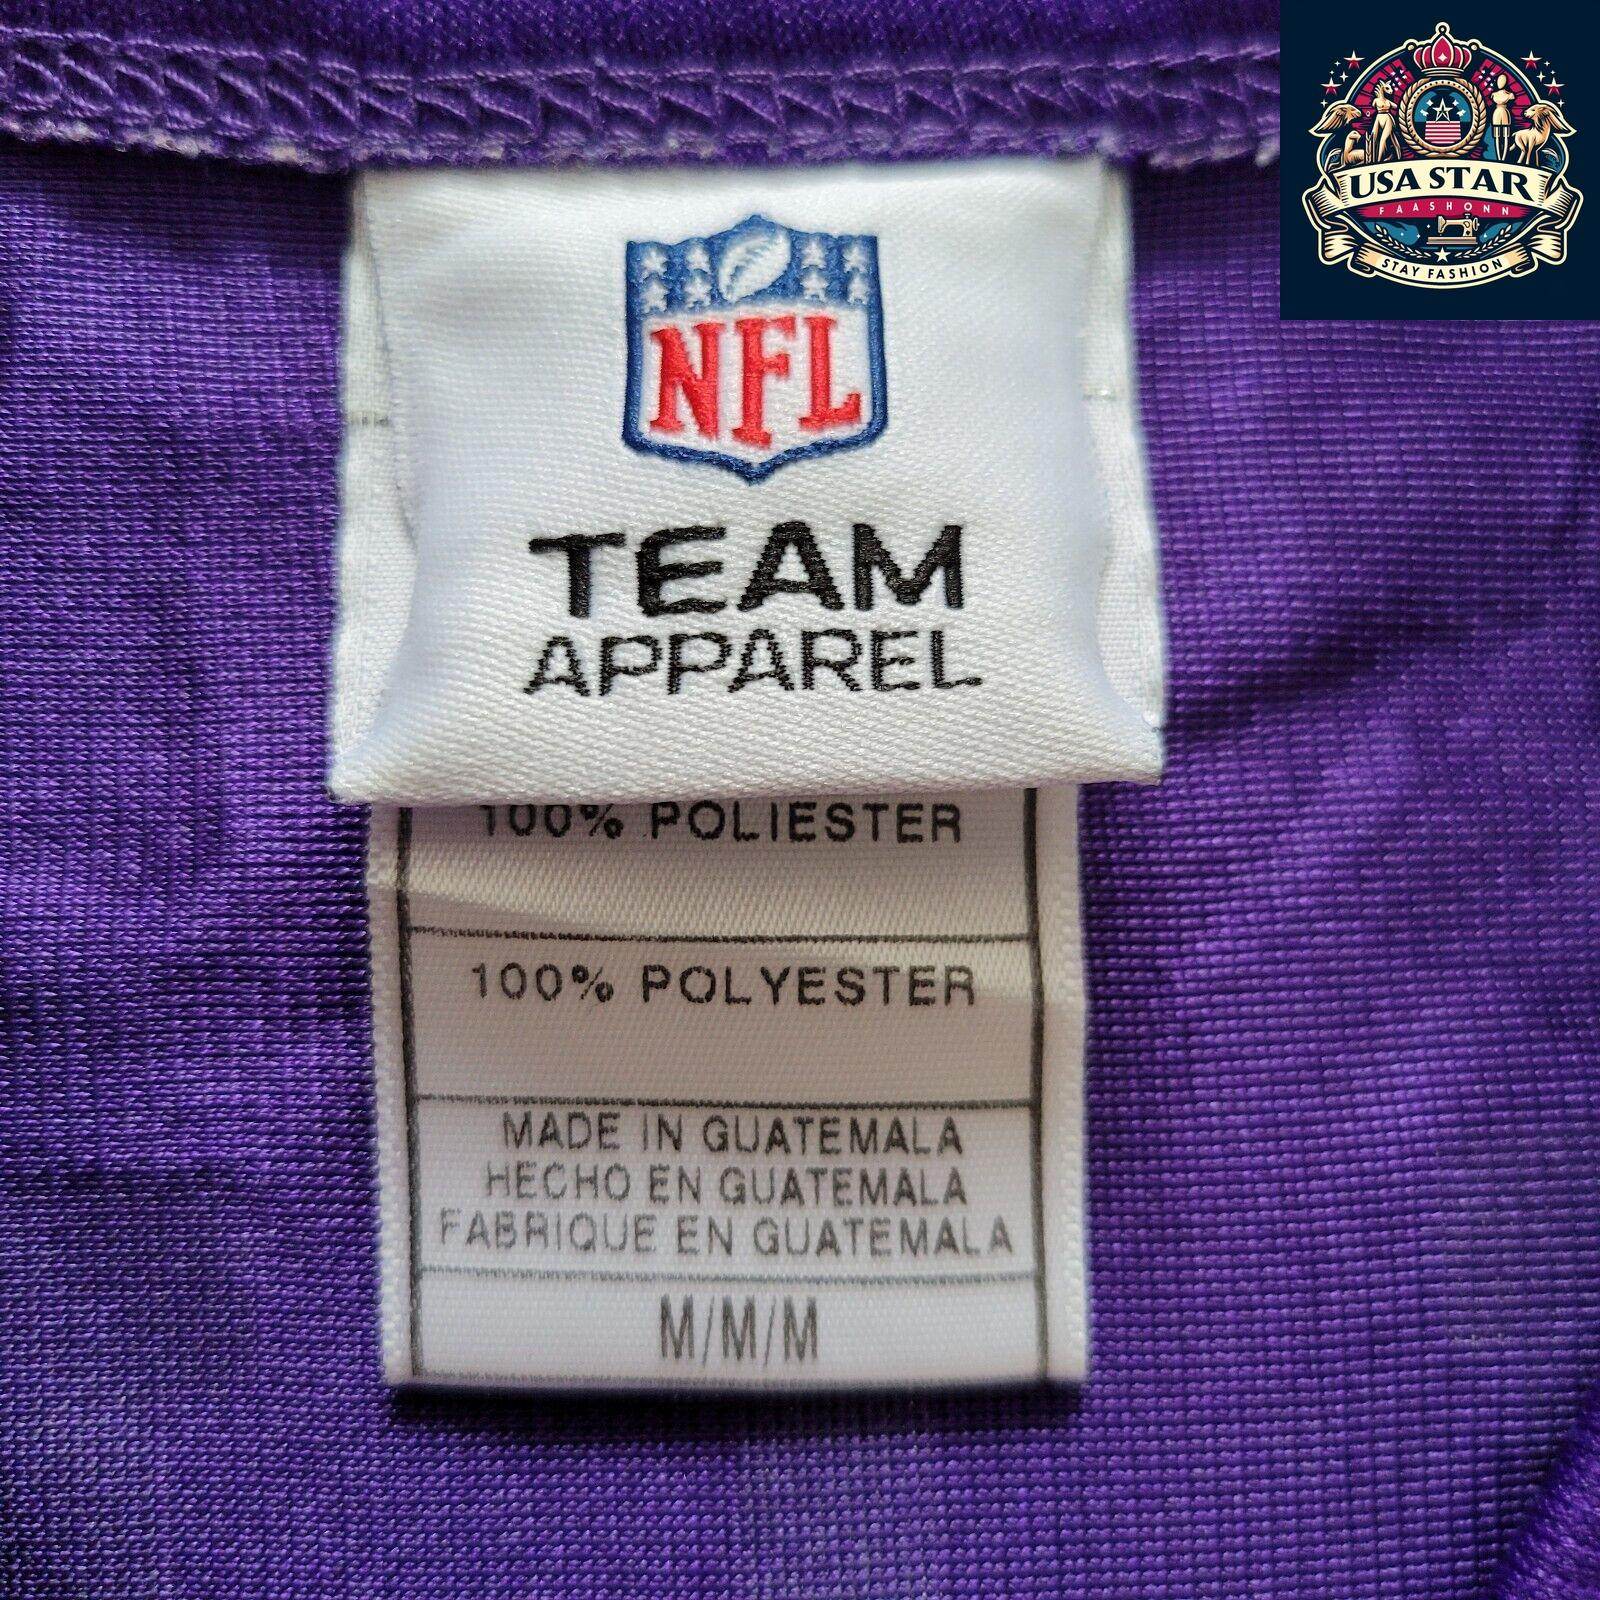 USA STAR
FAASHONN
STAY FASHION
NFL
TEAM
APPAREL
100% POLIESTER
100% POLYESTER
MADE IN GUATEMALA
HECHO EN GUATEMALA
FABRIQUE EN GUATEMALA
M/M/M